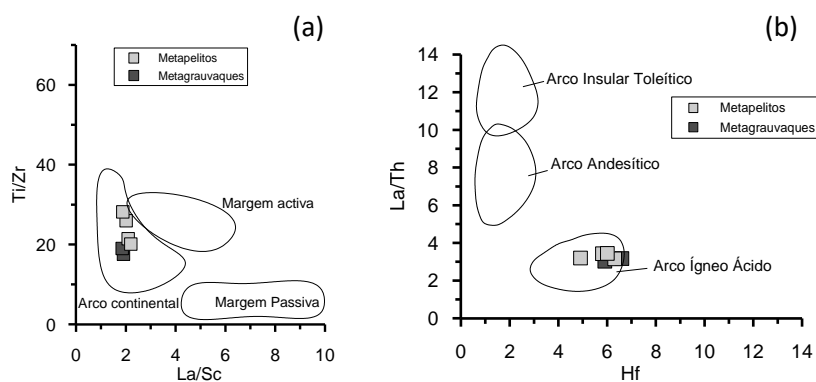 (a)
Metapelitos
Metagrauvaques
Ti/Zr
60
40
20
0
Margem activa
Arco continental
Margem Passiva
0 2 4 6 8 10
La/Sc
(b)
14
12
10
8
6
4
2
0
La/Th
Arco Insular Toleítico
Metapelitos
Metagrauvaques
Arco Andesítico
Arco Ígneo Ácido
0 2 4 6 8 10 12 14
Hf